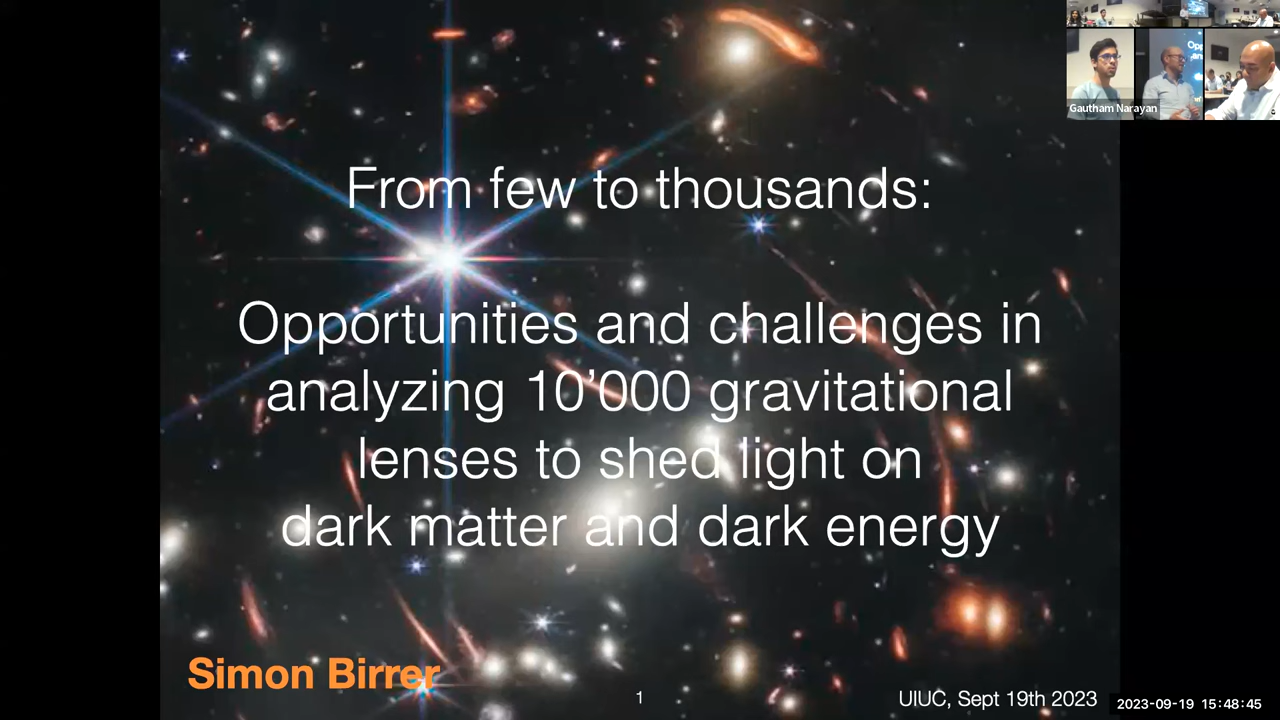 Gautham Narayan
From few to thousands:
Opportunities and challenges in
analyzing 10'000 gravitational
lenses to shed light on
dark matter and dark energy
Simon Birrer
1
UIUC, Sept 19th 2023
2023-09-19 15:48:45